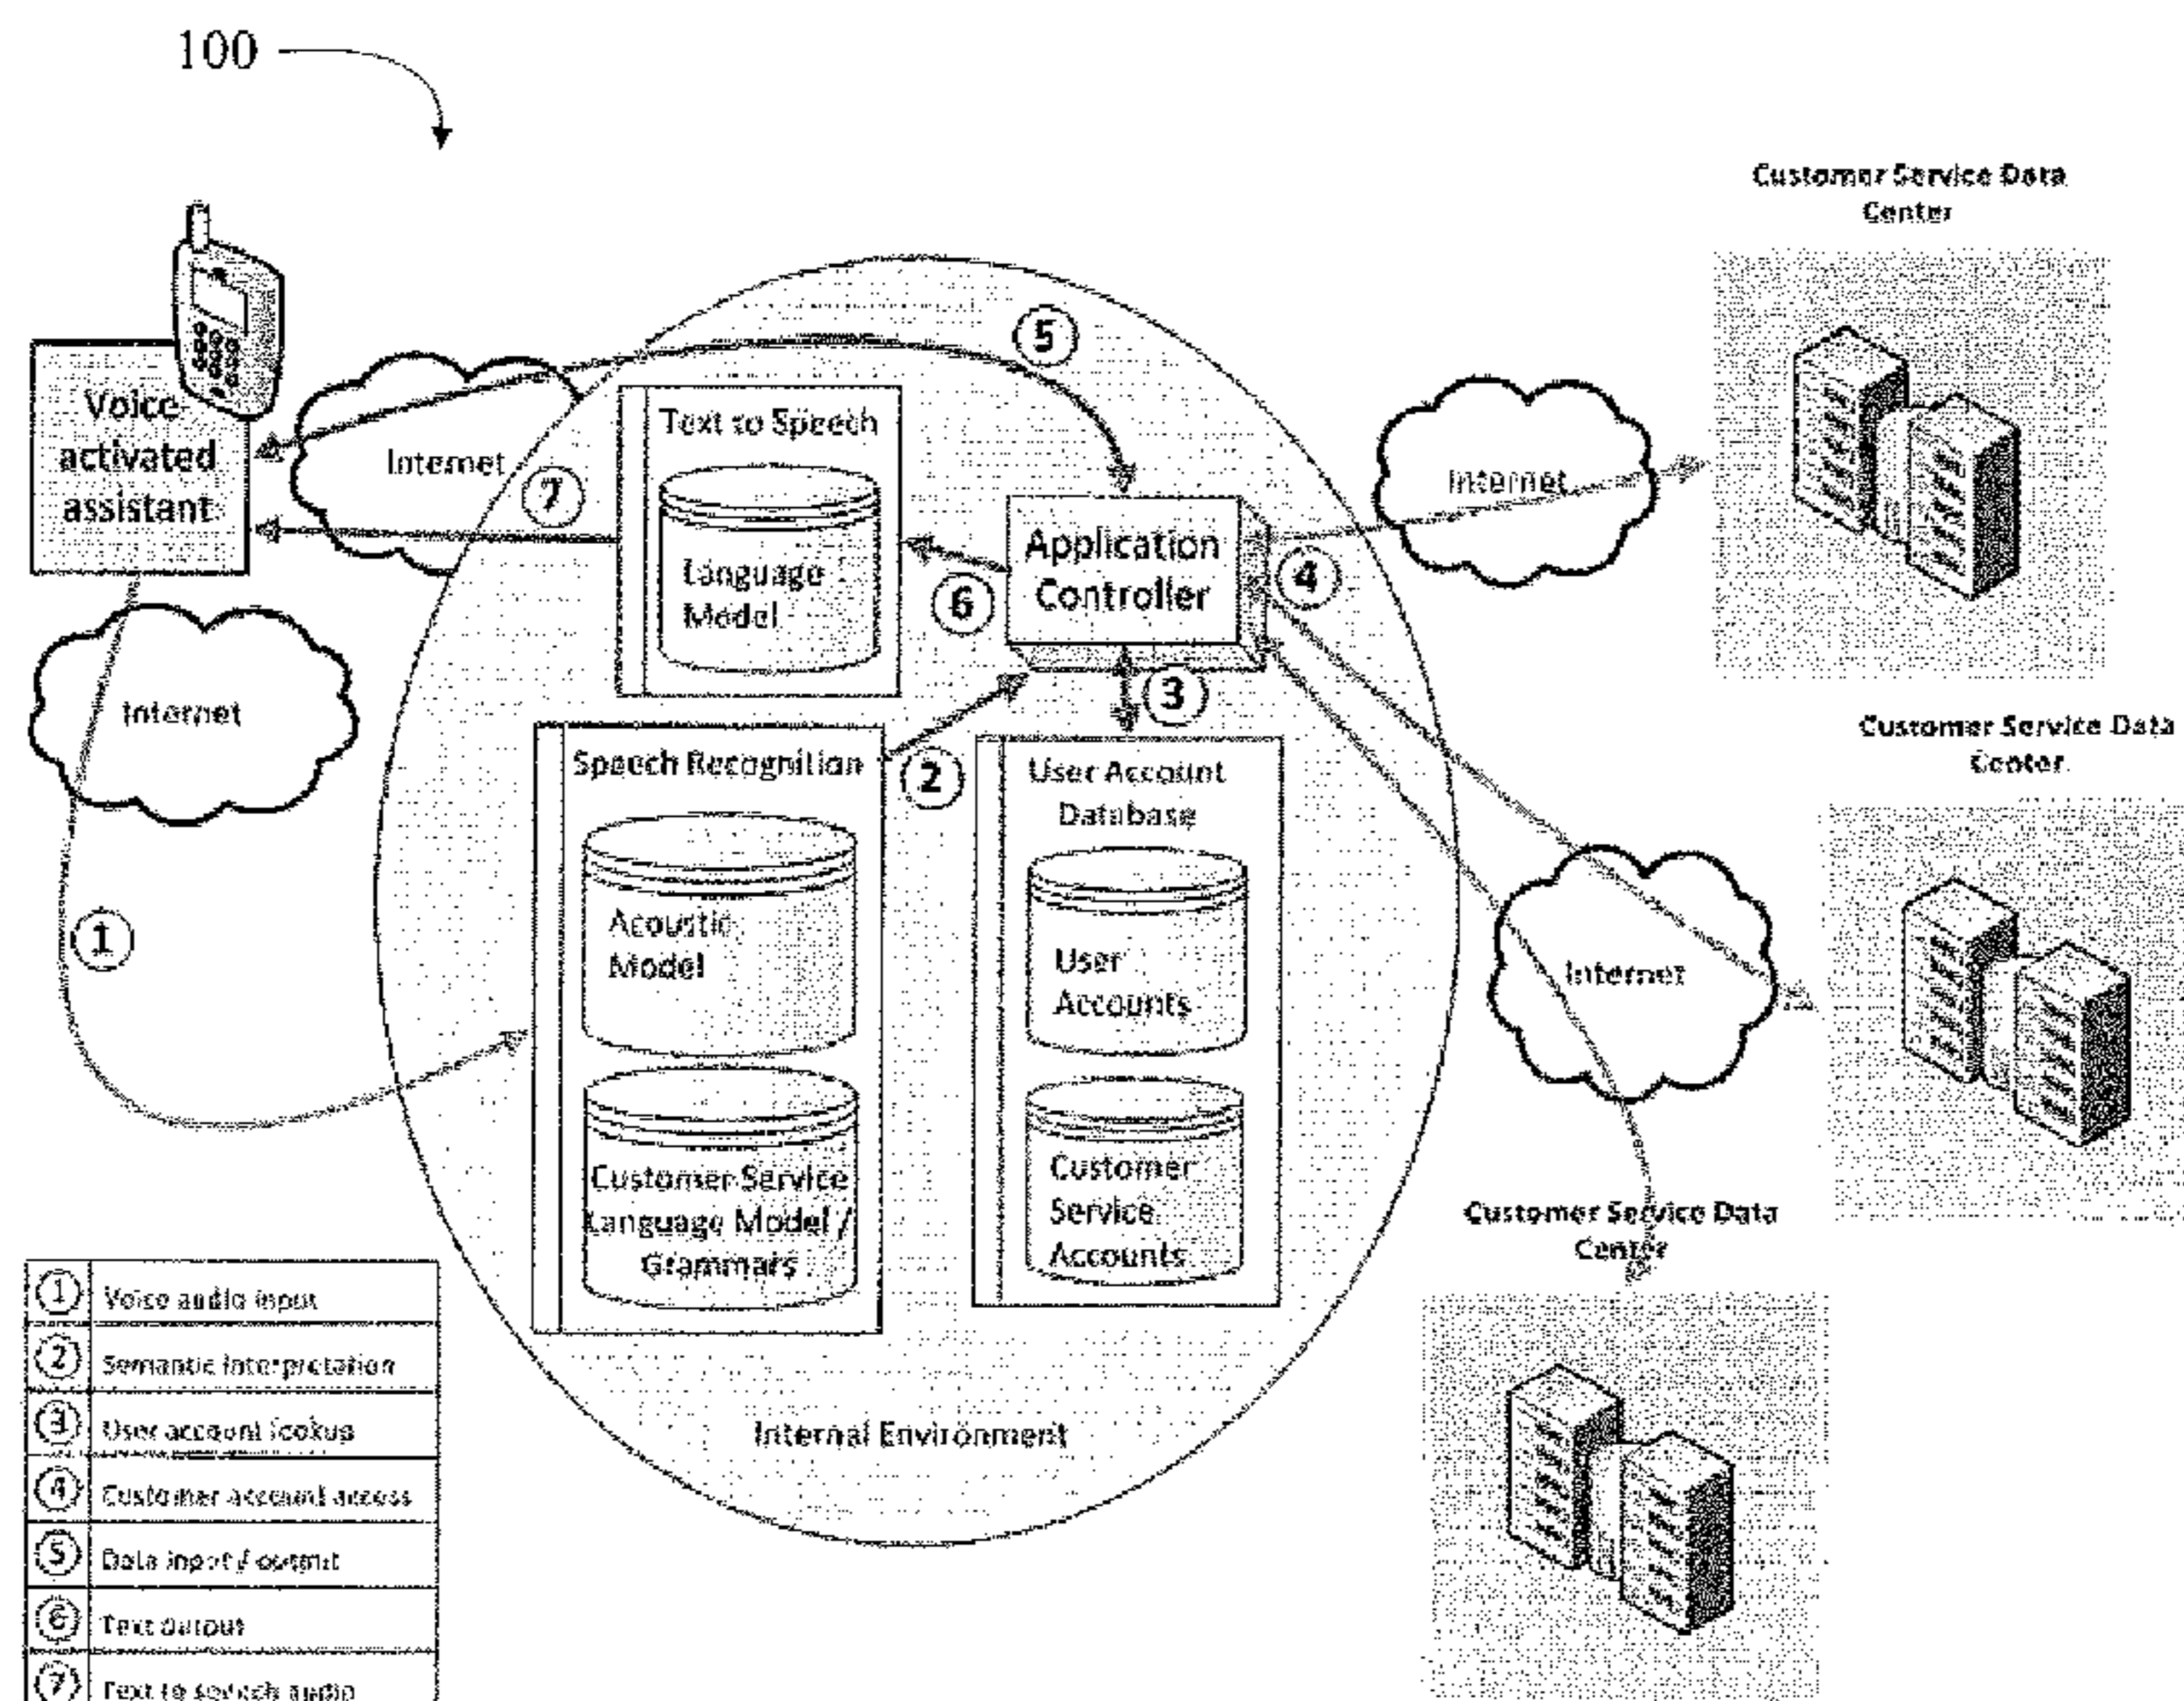 100
Customer Service Data
Center
Voice
activated
assistant
Internet
Internet
5
7
Text to Speech
Language
Model
6
Application
Controller
4
3
Internet
Customer Service Data
Center
Speech Recognition
2
Acoustic
Model
Customer Service
Language Model /
Grammars
User Account
Database
User
Accounts
Customer
Service
Accounts
1
Internet
Customer Service Data
Center
Internal Environment
1 Voice audio input
2 Semantic interpretation
3 User account lookup
4 Customer account access
5 Data input / output
6 Text output
7 Text to speech audio